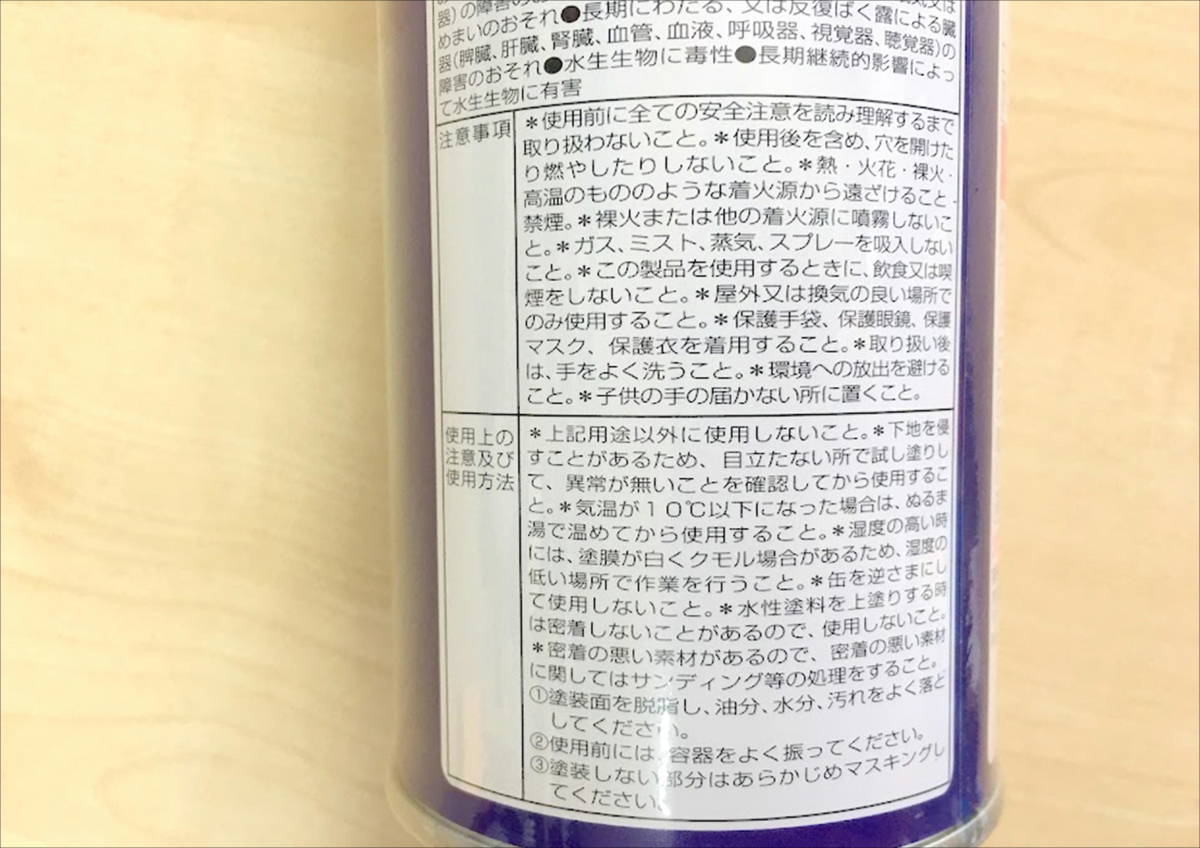 器)の障害の
めまいのおそれ●長期にわたる、又は反復ばく露による臓
器(脾臓、肝臓、腎臓、血管、血液、呼吸器、視覚器、聴覚器)の
障害のおそれ●水生生物に毒性●長期継続的影響によっ
て水生生物に有害
注意事項
＊使用前に全ての安全注意を読み理解するまで
取り扱わないこと。＊使用後を含め、穴を開けた
り燃やしたりしないこと。＊熱・火花・裸火・
高温のもののような着火源から遠ざけること-
禁煙。＊裸火または他の着火源に噴霧しないこ
と。＊ガス、ミスト、蒸気、スプレーを吸入しない
こと。＊この製品を使用するときに、飲食又は喫
煙をしないこと。＊屋外又は換気の良い場所で
のみ使用すること。＊保護手袋、保護眼鏡、保護
マスク、保護衣を着用すること。＊取り扱い後
は、手をよく洗うこと。＊環境への放出を避ける
こと。＊子供の手の届かない所に置くこと。
使用上の
注意及び
使用方法
＊上記用途以外に使用しないこと。＊下地を侵
すことがあるため、目立たない所で試し塗りし
て、異常が無いことを確認してから使用するこ
と。＊気温が１０℃以下になった場合は、ぬるま
湯で温めてから使用すること。＊湿度の高い時
には、塗膜が白くクモル場合があるため、湿度の
低い場所で作業を行うこと。＊缶を逆さまにし
て使用しないこと。＊水性塗料を上塗りする時
は密着しないことがあるので、使用しないこと。
＊密着の悪い素材があるので、密着の悪い素材
に関してはサンディング等の処理をすること。
①塗装面を脱脂し、油分、水分、汚れをよく落と
してください。
②使用前には、容器をよく振ってください。
③塗装しない部分はあらかじめマスキングし
てください。